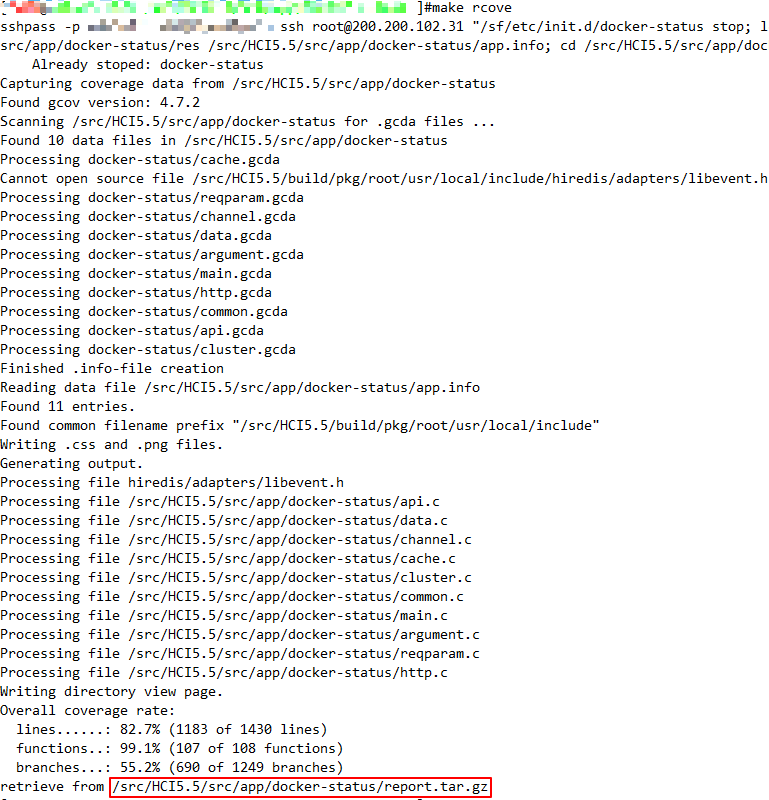 ]#make rcove
sshpass -p ssh root@200.200.102.31 "/sf/etc/init.d/docker-status stop; l
src/app/docker-status/res /src/HCI5.5/src/app/docker-status/app.info; cd /src/HCI5.5/src/app/doc
Already stoped: docker-status
Capturing coverage data from /src/HCI5.5/src/app/docker-status
Found gcov version: 4.7.2
Scanning /src/HCI5.5/src/app/docker-status for .gcda files ...
Found 10 data files in /src/HCI5.5/src/app/docker-status
Processing docker-status/cache.gcda
Cannot open source file /src/HCI5.5/build/pkg/root/usr/local/include/hiredis/adapters/libevent.h
Processing docker-status/reqparam.gcda
Processing docker-status/channel.gcda
Processing docker-status/data.gcda
Processing docker-status/argument.gcda
Processing docker-status/main.gcda
Processing docker-status/http.gcda
Processing docker-status/common.gcda
Processing docker-status/api.gcda
Processing docker-status/cluster.gcda
Finished .info-file creation
Reading data file /src/HCI5.5/src/app/docker-status/app.info
Found 11 entries.
Found common filename prefix "/src/HCI5.5/build/pkg/root/usr/local/include"
Writing .css and .png files.
Generating output.
Processing file hiredis/adapters/libevent.h
Processing file /src/HCI5.5/src/app/docker-status/api.c
Processing file /src/HCI5.5/src/app/docker-status/data.c
Processing file /src/HCI5.5/src/app/docker-status/channel.c
Processing file /src/HCI5.5/src/app/docker-status/cache.c
Processing file /src/HCI5.5/src/app/docker-status/cluster.c
Processing file /src/HCI5.5/src/app/docker-status/common.c
Processing file /src/HCI5.5/src/app/docker-status/main.c
Processing file /src/HCI5.5/src/app/docker-status/argument.c
Processing file /src/HCI5.5/src/app/docker-status/reqparam.c
Processing file /src/HCI5.5/src/app/docker-status/http.c
Writing directory view page.
Overall coverage rate:
lines......: 82.7% (1183 of 1430 lines)
functions..: 99.1% (107 of 108 functions)
branches...: 55.2% (690 of 1249 branches)
retrieve from /src/HCI5.5/src/app/docker-status/report.tar.gz